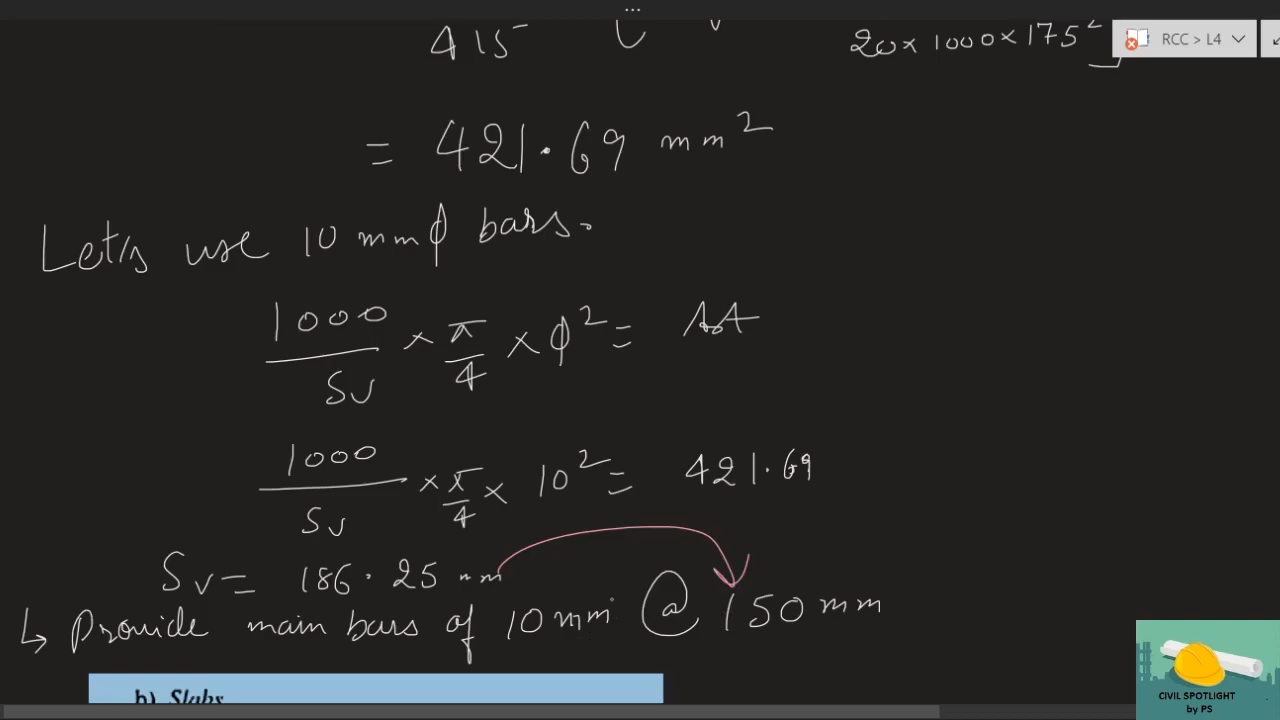 ...
415
20 × 1000 × 175²]
RCC > L4
= 421.69 mm²
Let's use 10 mm ϕ bars.
1000/Sv × π/4 × ϕ² = Ast
1000/Sv × π/4 × 10² = 421.69
Sv = 186.25 mm
↳ Provide main bars of 10 mm @ 150 mm
b) Slabs
CIVIL SPOTLIGHT
by PS